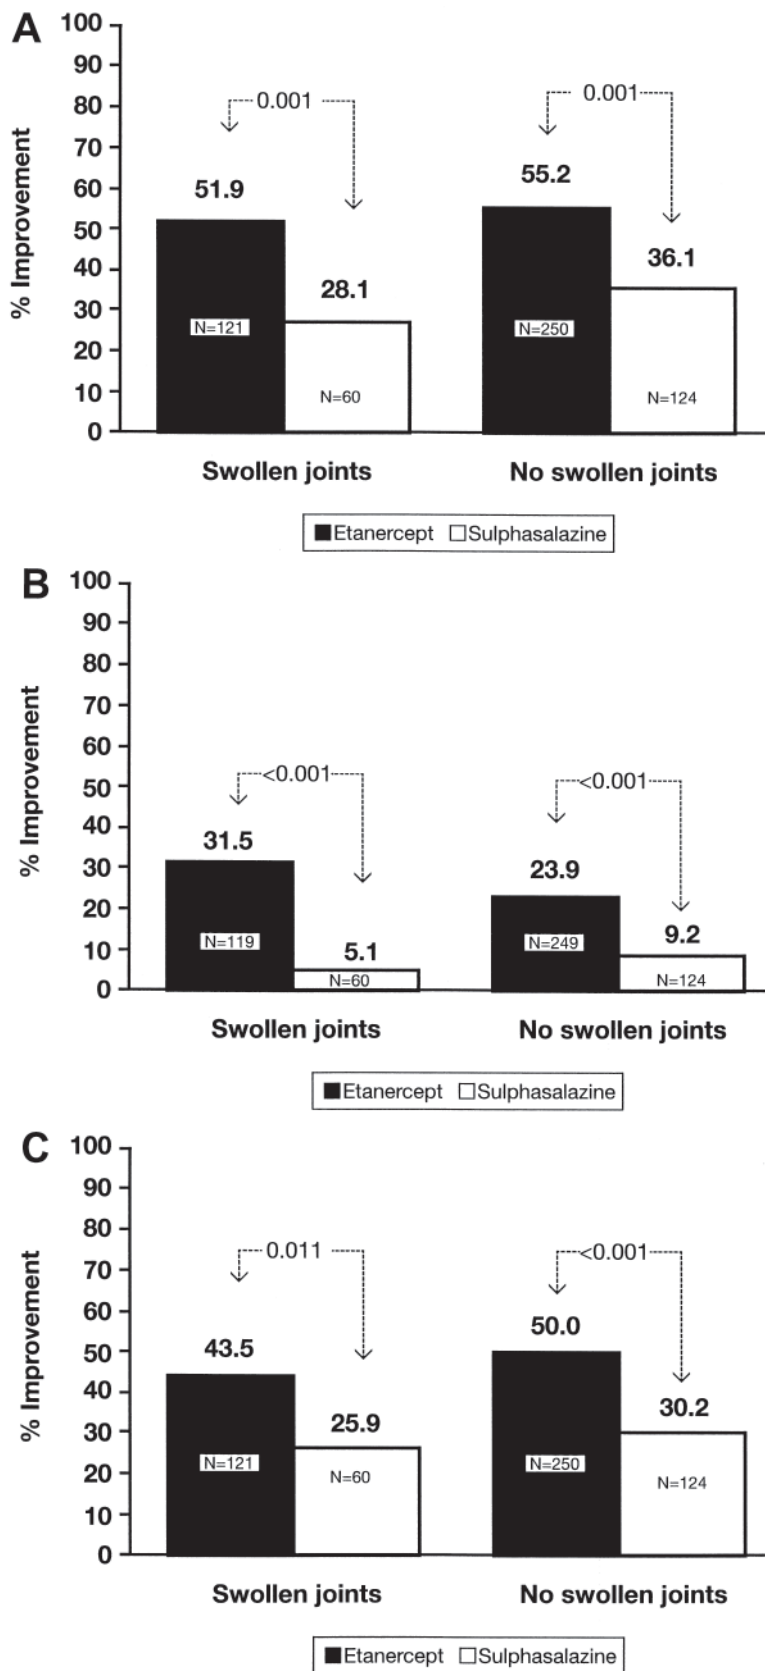 A
% Improvement
100
90
80
70
60
50
40
30
20
10
0
0.001
0.001
51.9
28.1
55.2
36.1
N=121
N=60
N=250
N=124
Swollen joints
No swollen joints
Etanercept
Sulphasalazine
B
% Improvement
100
90
80
70
60
50
40
30
20
10
0
<0.001
<0.001
31.5
5.1
23.9
9.2
N=119
N=60
N=249
N=124
Swollen joints
No swollen joints
Etanercept
Sulphasalazine
C
% Improvement
100
90
80
70
60
50
40
30
20
10
0
0.011
<0.001
43.5
25.9
50.0
30.2
N=121
N=60
N=250
N=124
Swollen joints
No swollen joints
Etanercept
Sulphasalazine